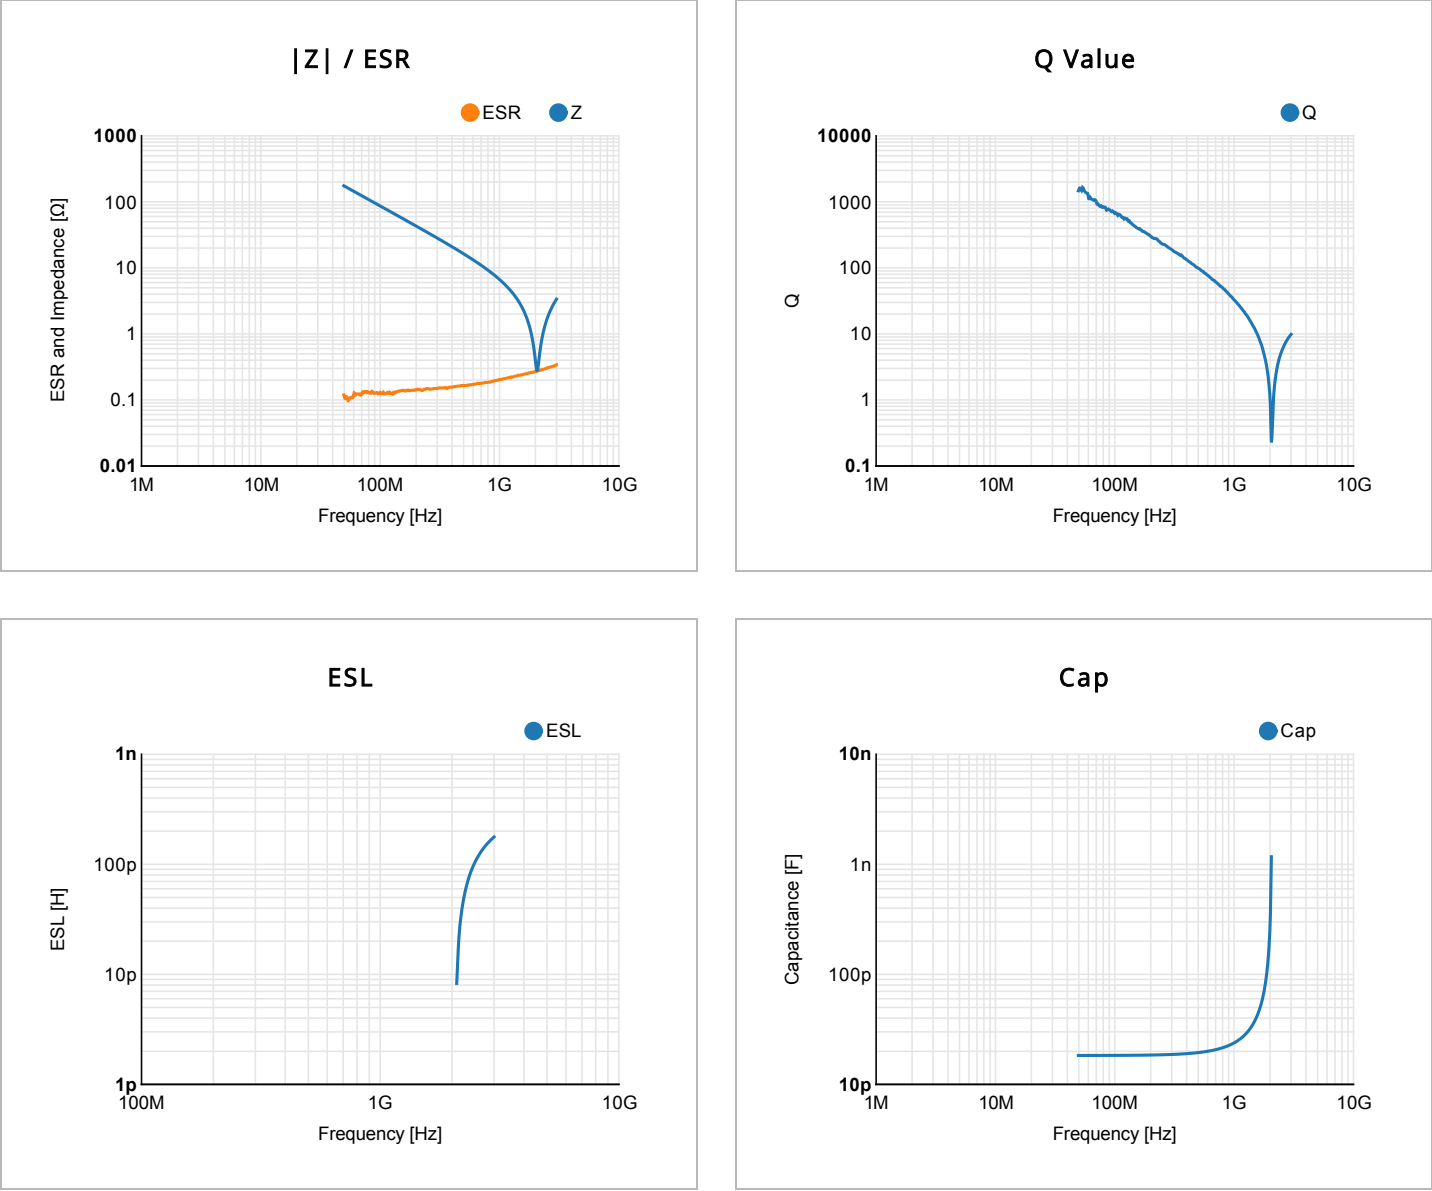 |Z| / ESR
ESR Z
1000
100
10
1
0.1
0.01
ESR and Impedance [Ω]
1M 10M 100M 1G 10G
Frequency [Hz]
Q Value
Q
10000
1000
100
10
1
0.1
Q
1M 10M 100M 1G 10G
Frequency [Hz]
ESL
ESL
1n
100p
10p
1p
ESL [H]
100M 1G 10G
Frequency [Hz]
Cap
Cap
10n
1n
100p
10p
Capacitance [F]
1M 10M 100M 1G 10G
Frequency [Hz]